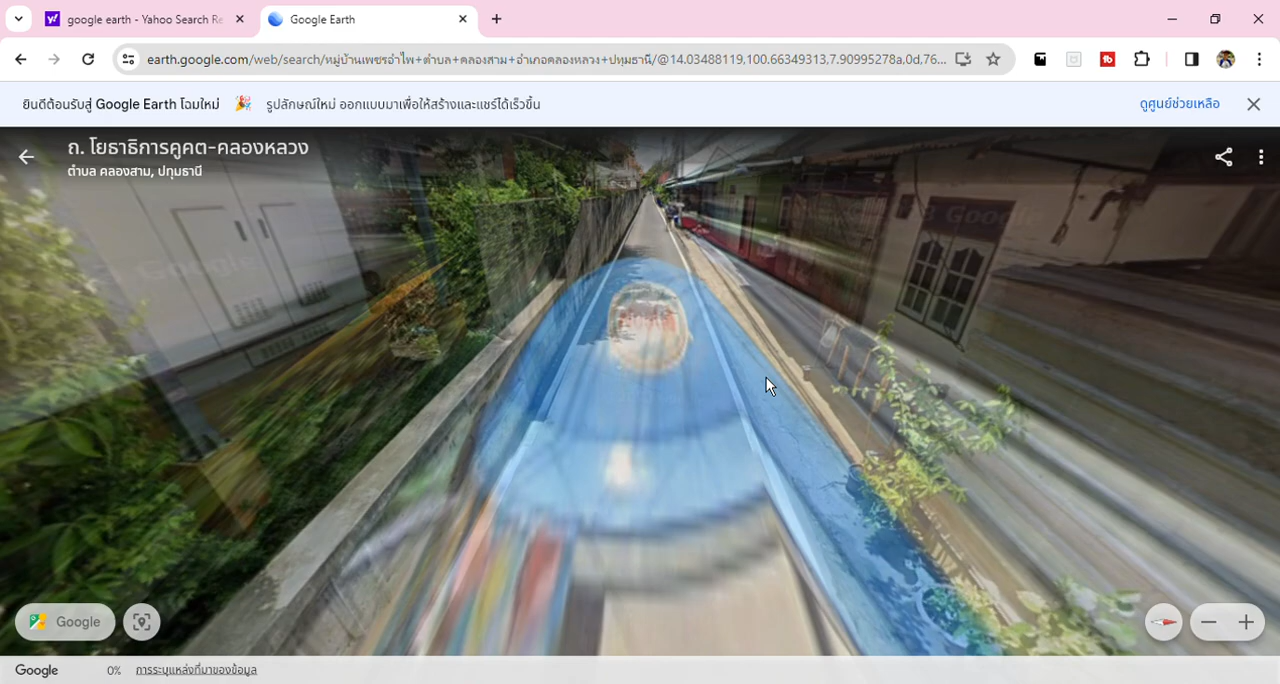 google earth - Yahoo Search Re
Google Earth
earth.google.com/web/search/หมู่บ้านเพชรอำไพ+ตำบล+คลองสาม+อำเภอคลองหลวง+ปทุมธานี/@14.03488119,100.66349313,7.90995278a,0d,76...
ยินดีต้อนรับสู่ Google Earth โฉมใหม่ 🎉 รูปลักษณ์ใหม่ ออกแบบมาเพื่อให้สร้างและแชร์ได้เร็วขึ้น
ดูศูนย์ช่วยเหลือ
ถ. โยธาธิการคูคต-คลองหลวง
ตำบล คลองสาม, ปทุมธานี
Google
Google
0%
การระบุแหล่งที่มาของข้อมูล